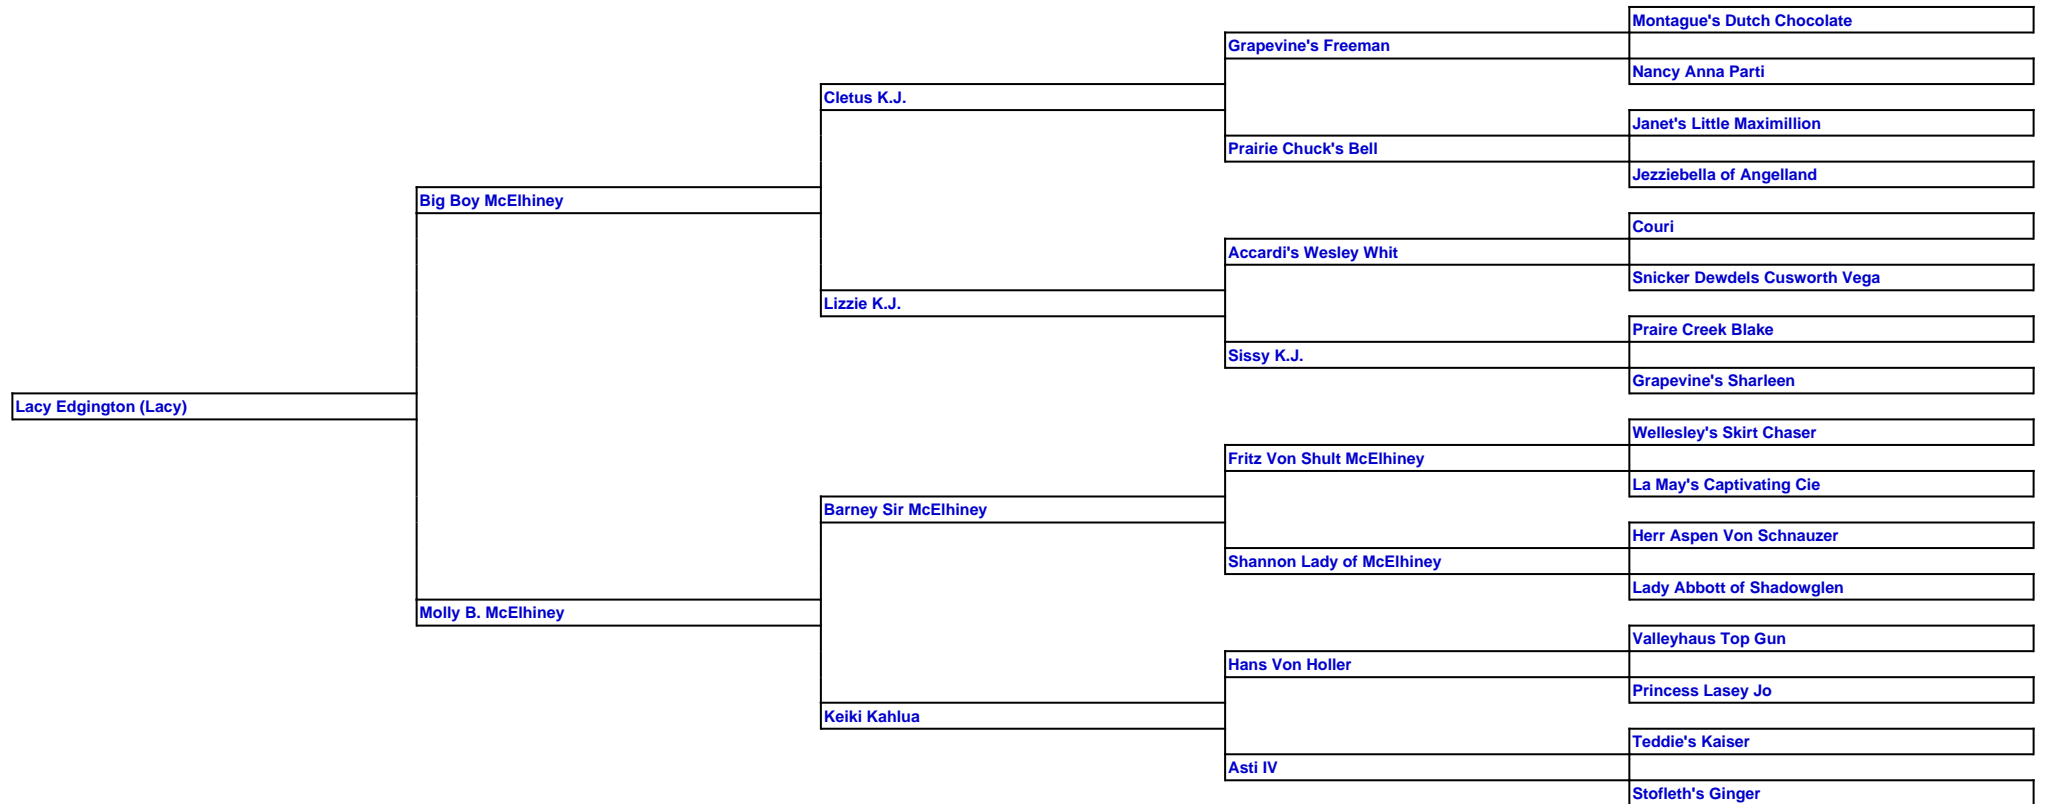 Montague's Dutch Chocolate
Grapevine's Freeman
Nancy Anna Parti
Cletus K.J.
Janet's Little Maximillion
Prairie Chuck's Bell
Jezziebella of Angelland
Big Boy McElhiney
Couri
Accardi's Wesley Whit
Snicker Dewdels Cusworth Vega
Lizzie K.J.
Praire Creek Blake
Sissy K.J.
Grapevine's Sharleen
Lacy Edgington (Lacy)
Wellesley's Skirt Chaser
Fritz Von Shult McElhiney
La May's Captivating Cie
Barney Sir McElhiney
Herr Aspen Von Schnauzer
Shannon Lady of McElhiney
Lady Abbott of Shadowglen
Molly B. McElhiney
Valleyhaus Top Gun
Hans Von Holler
Princess Lasey Jo
Keiki Kahlua
Teddie's Kaiser
Asti IV
Stofleth's Ginger